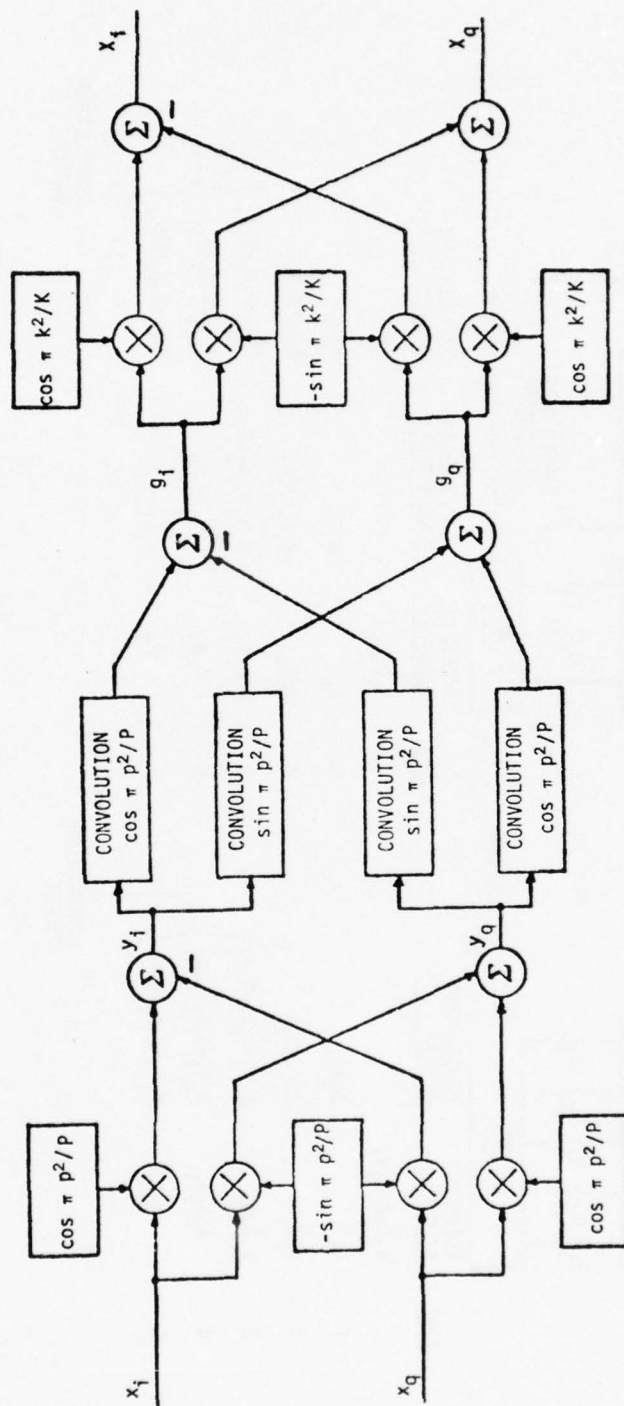 x_i
x_q
cos π p²/P
-sin π p²/P
cos π p²/P
×
×
×
×
Σ
−
Σ
y_i
y_q
CONVOLUTION
cos π p²/P
CONVOLUTION
sin π p²/P
CONVOLUTION
sin π p²/P
CONVOLUTION
cos π p²/P
Σ
−
Σ
g_i
g_q
cos π k²/K
-sin π k²/K
cos π k²/K
×
×
×
×
Σ
−
Σ
X_i
X_q